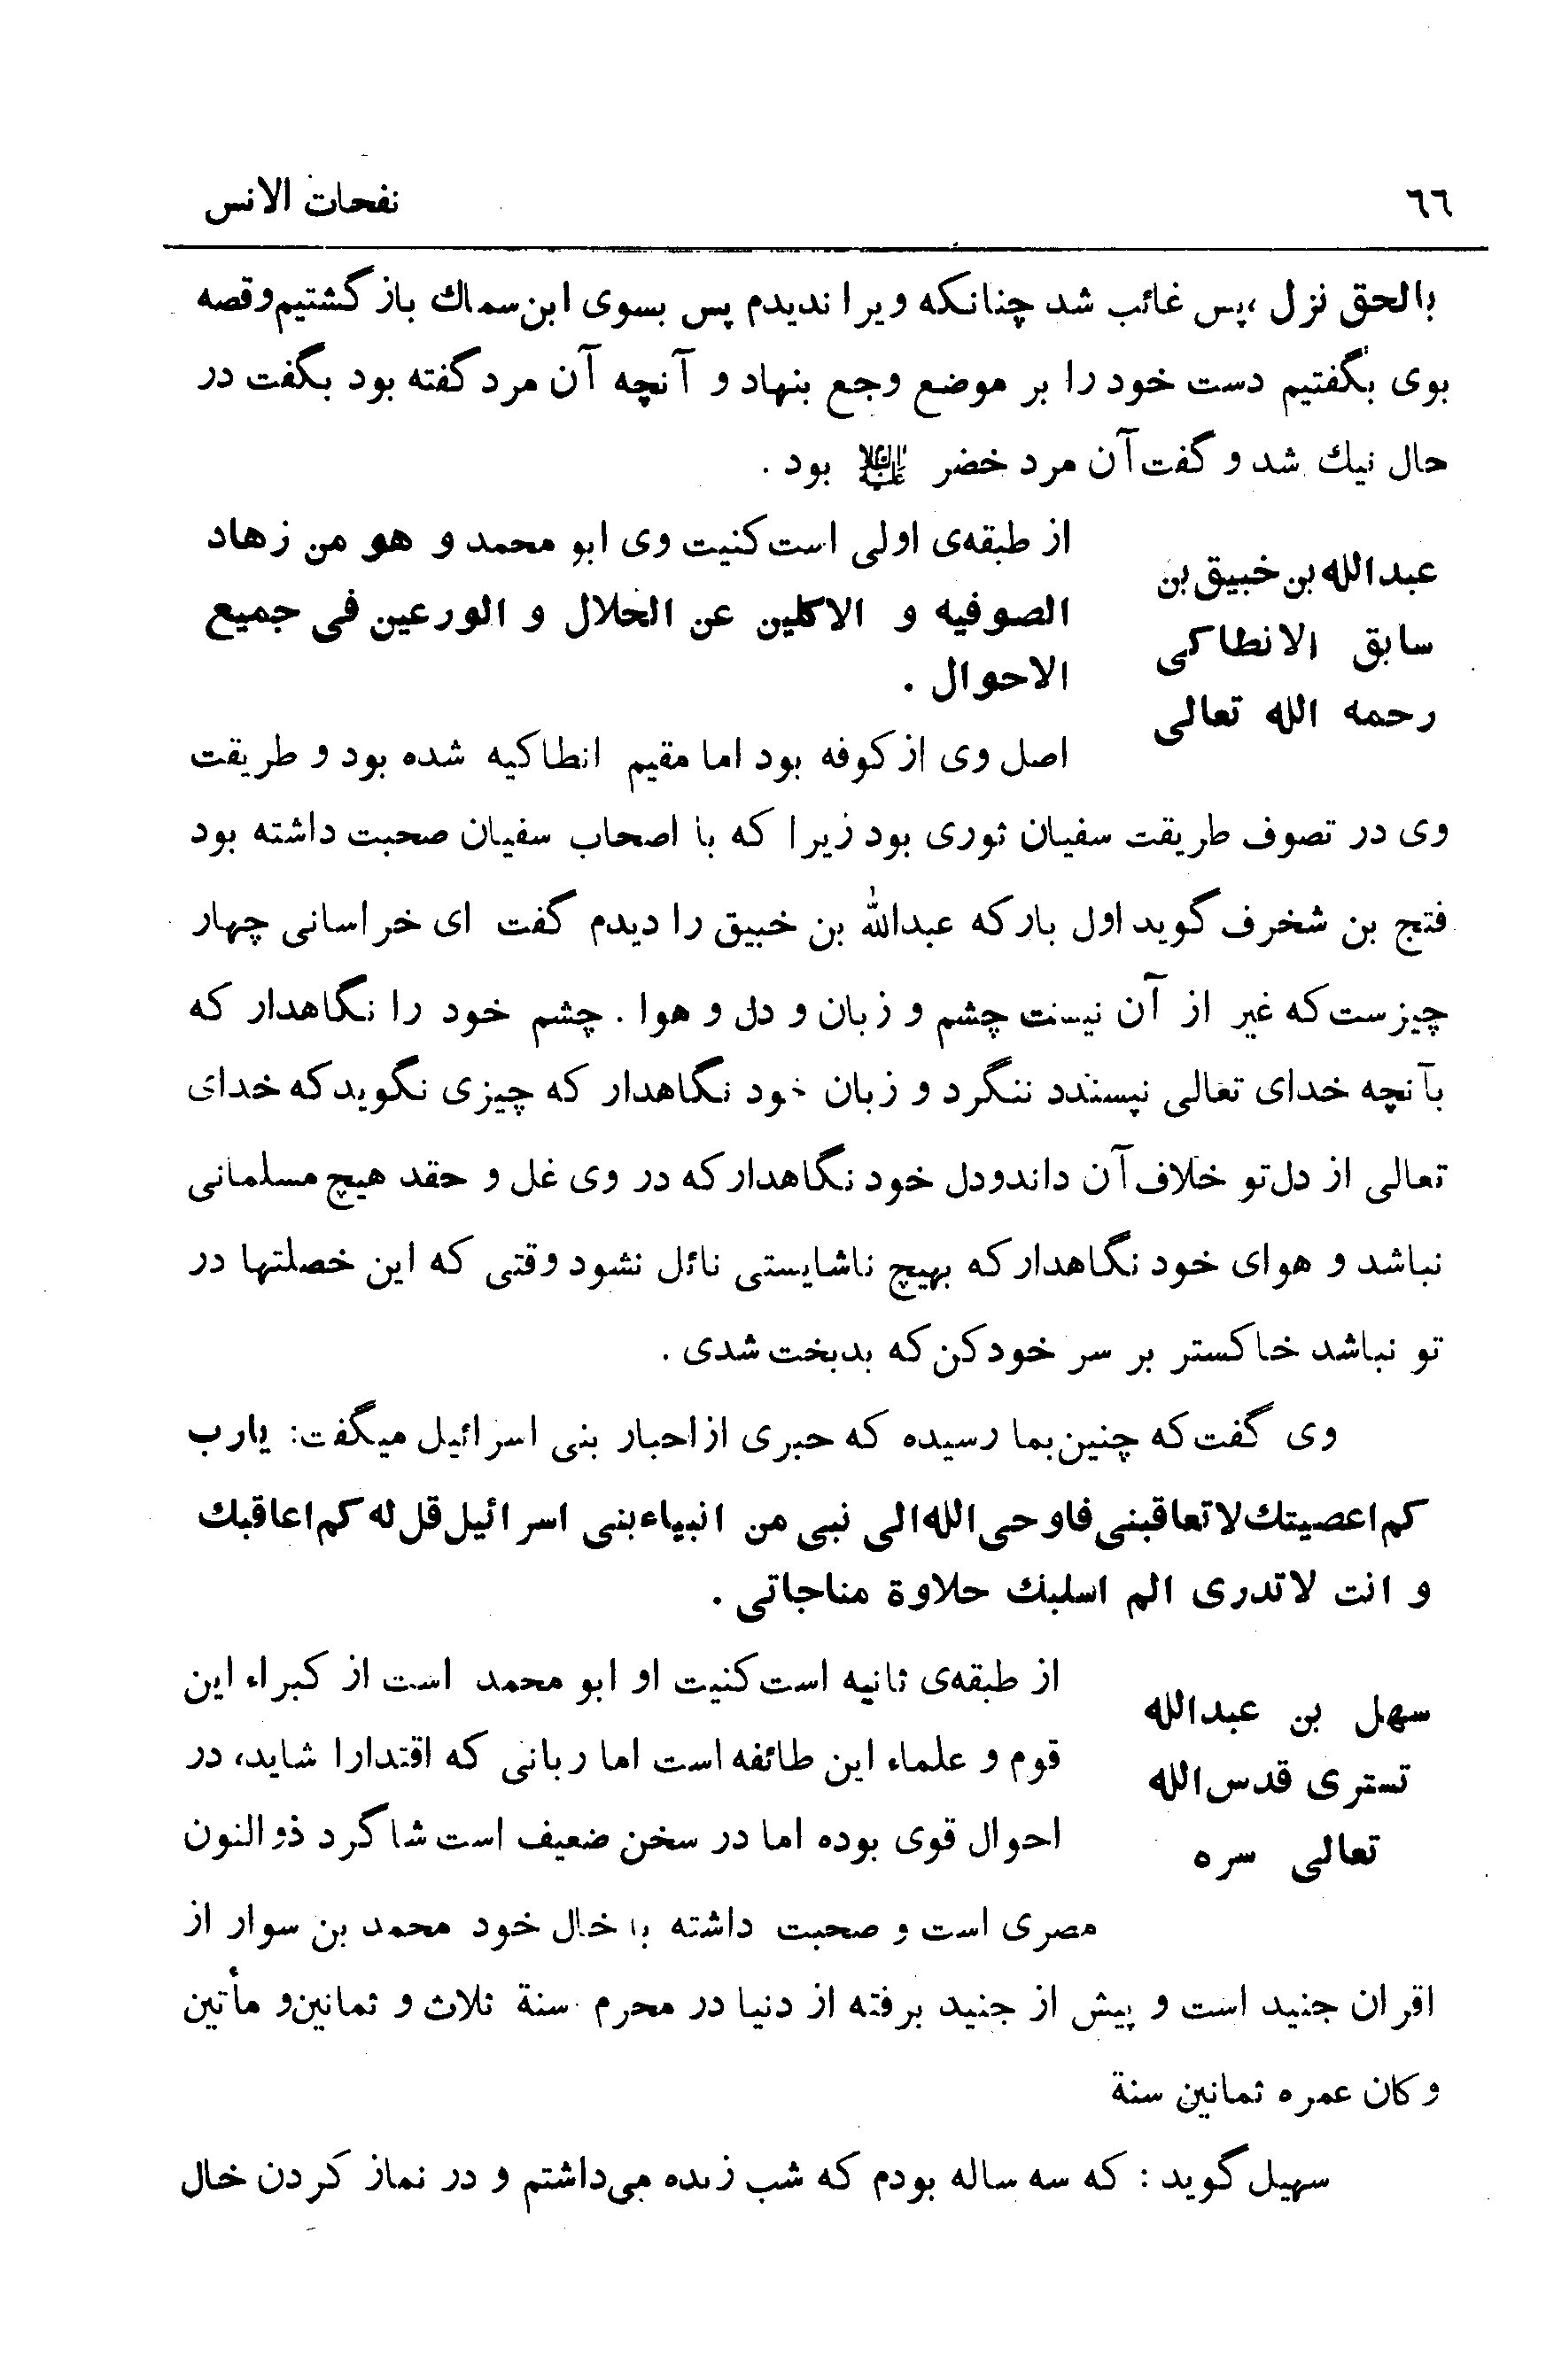 ٦٦
نفحات الانس
بالحق نزل ،پس غائب شد چنانکه ویرا ندیدم پس بسوی ابن سماك باز گشتیم وقصه
بوی بگفتیم دست خود را بر موضع وجع بنهاد و آنچه آن مرد گفته بود بگفت در
حال نیك شد و گفت آن مرد خضر علیه‌السلام بود .
عبدالله بن خبیق بن
سابق الانطاکی
رحمه الله تعالی
از طبقه‌ی اولی است کنیت وی ابو محمد و هو من زهاد
الصوفیه و الاکلین عن الحلال و الورعین فی جمیع
الاحوال .
اصل وی از کوفه بود اما مقیم انطاکیه شده بود و طریقت
وی در تصوف طریقت سفیان ثوری بود زیرا که با اصحاب سفیان صحبت داشته بود
فتح بن شخرف گوید اول بار که عبدالله بن خبیق را دیدم گفت ای خراسانی چهار
چیز ست که غیر از آن نیست چشم و زبان و دل و هوا . چشم خود را نگاهدار که
بآنچه خدای تعالی نپسندد ننگرد و زبان خود نگاهدار که چیزی نگوید که خدای
تعالی از دل تو خلاف آن داند ودل خود نگاهدار که در وی غل و حقد هیچ مسلمانی
نباشد و هوای خود نگاهدار که بهیچ ناشایستی نائل نشود وقتی که این خصلتها در
تو نباشد خاکستر بر سر خود کن که بدبخت شدی .
وی گفت که چنین بما رسیده که حبری از احبار بنی اسرائیل میگفت: یارب
کم اعصیتك لاتعاقبنی فاوحی الله الی نبی من انبیاء بنی اسرائیل قل له کم اعاقبك
و انت لاتدری الم اسلبك حلاوة مناجاتی .
سهل بن عبدالله
تستری قدس الله
تعالی سره
از طبقه‌ی ثانیه است کنیت او ابو محمد است از کبراء این
قوم و علماء این طائفه است اما ربانی که اقتدارا شاید، در
احوال قوی بوده اما در سخن ضعیف است شاگرد ذوالنون
مصری است و صحبت داشته با خال خود محمد بن سوار از
اقران جنید است و پیش از جنید برفته از دنیا در محرم سنة ثلاث و ثمانین و مأتین
وکان عمره ثمانین سنة
سهیل گوید : که سه ساله بودم که شب زنده می‌داشتم و در نماز کردن خال